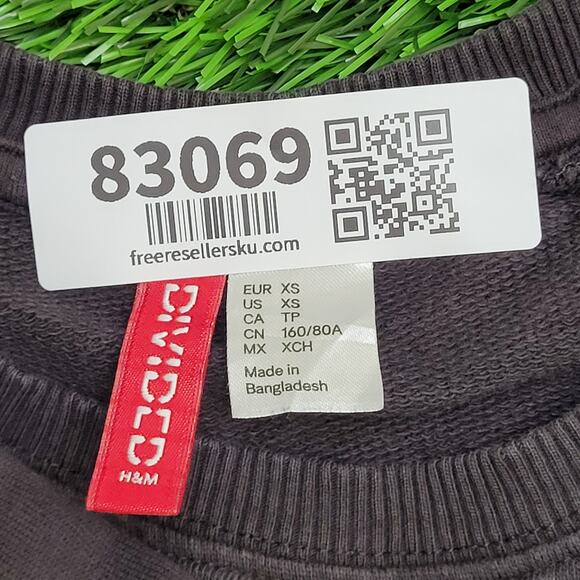 83069
freeresellersku.com
DIVIDED
H&M
EUR XS
US XS
CA TP
CN 160/80A
MX XCH
Made in
Bangladesh